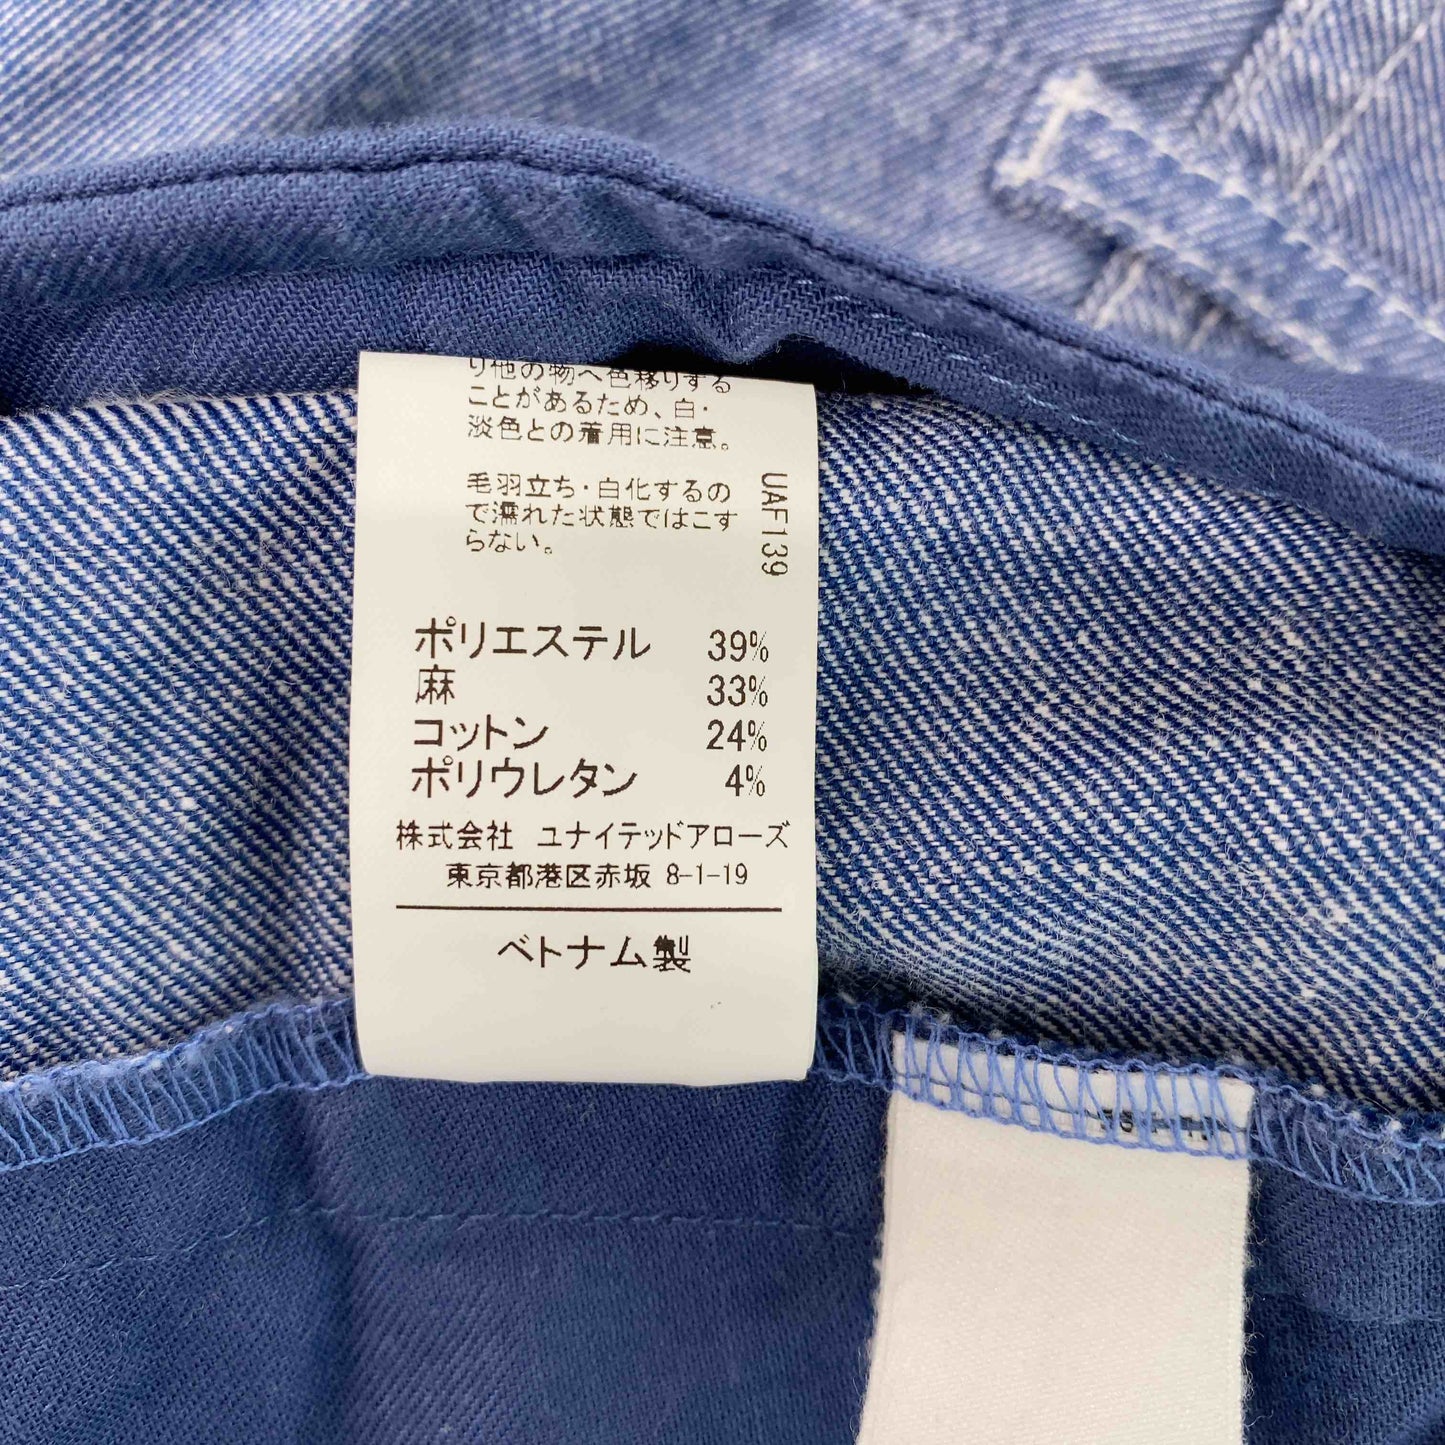 り他の物へ色移りする
ことがあるため、白・
淡色との着用に注意。
毛羽立ち・白化するの
で濡れた状態ではこす
らない。
UAF139
ポリエステル 39%
麻 33%
コットン 24%
ポリウレタン 4%
株式会社 ユナイテッドアローズ
東京都港区赤坂 8-1-19
ベトナム製